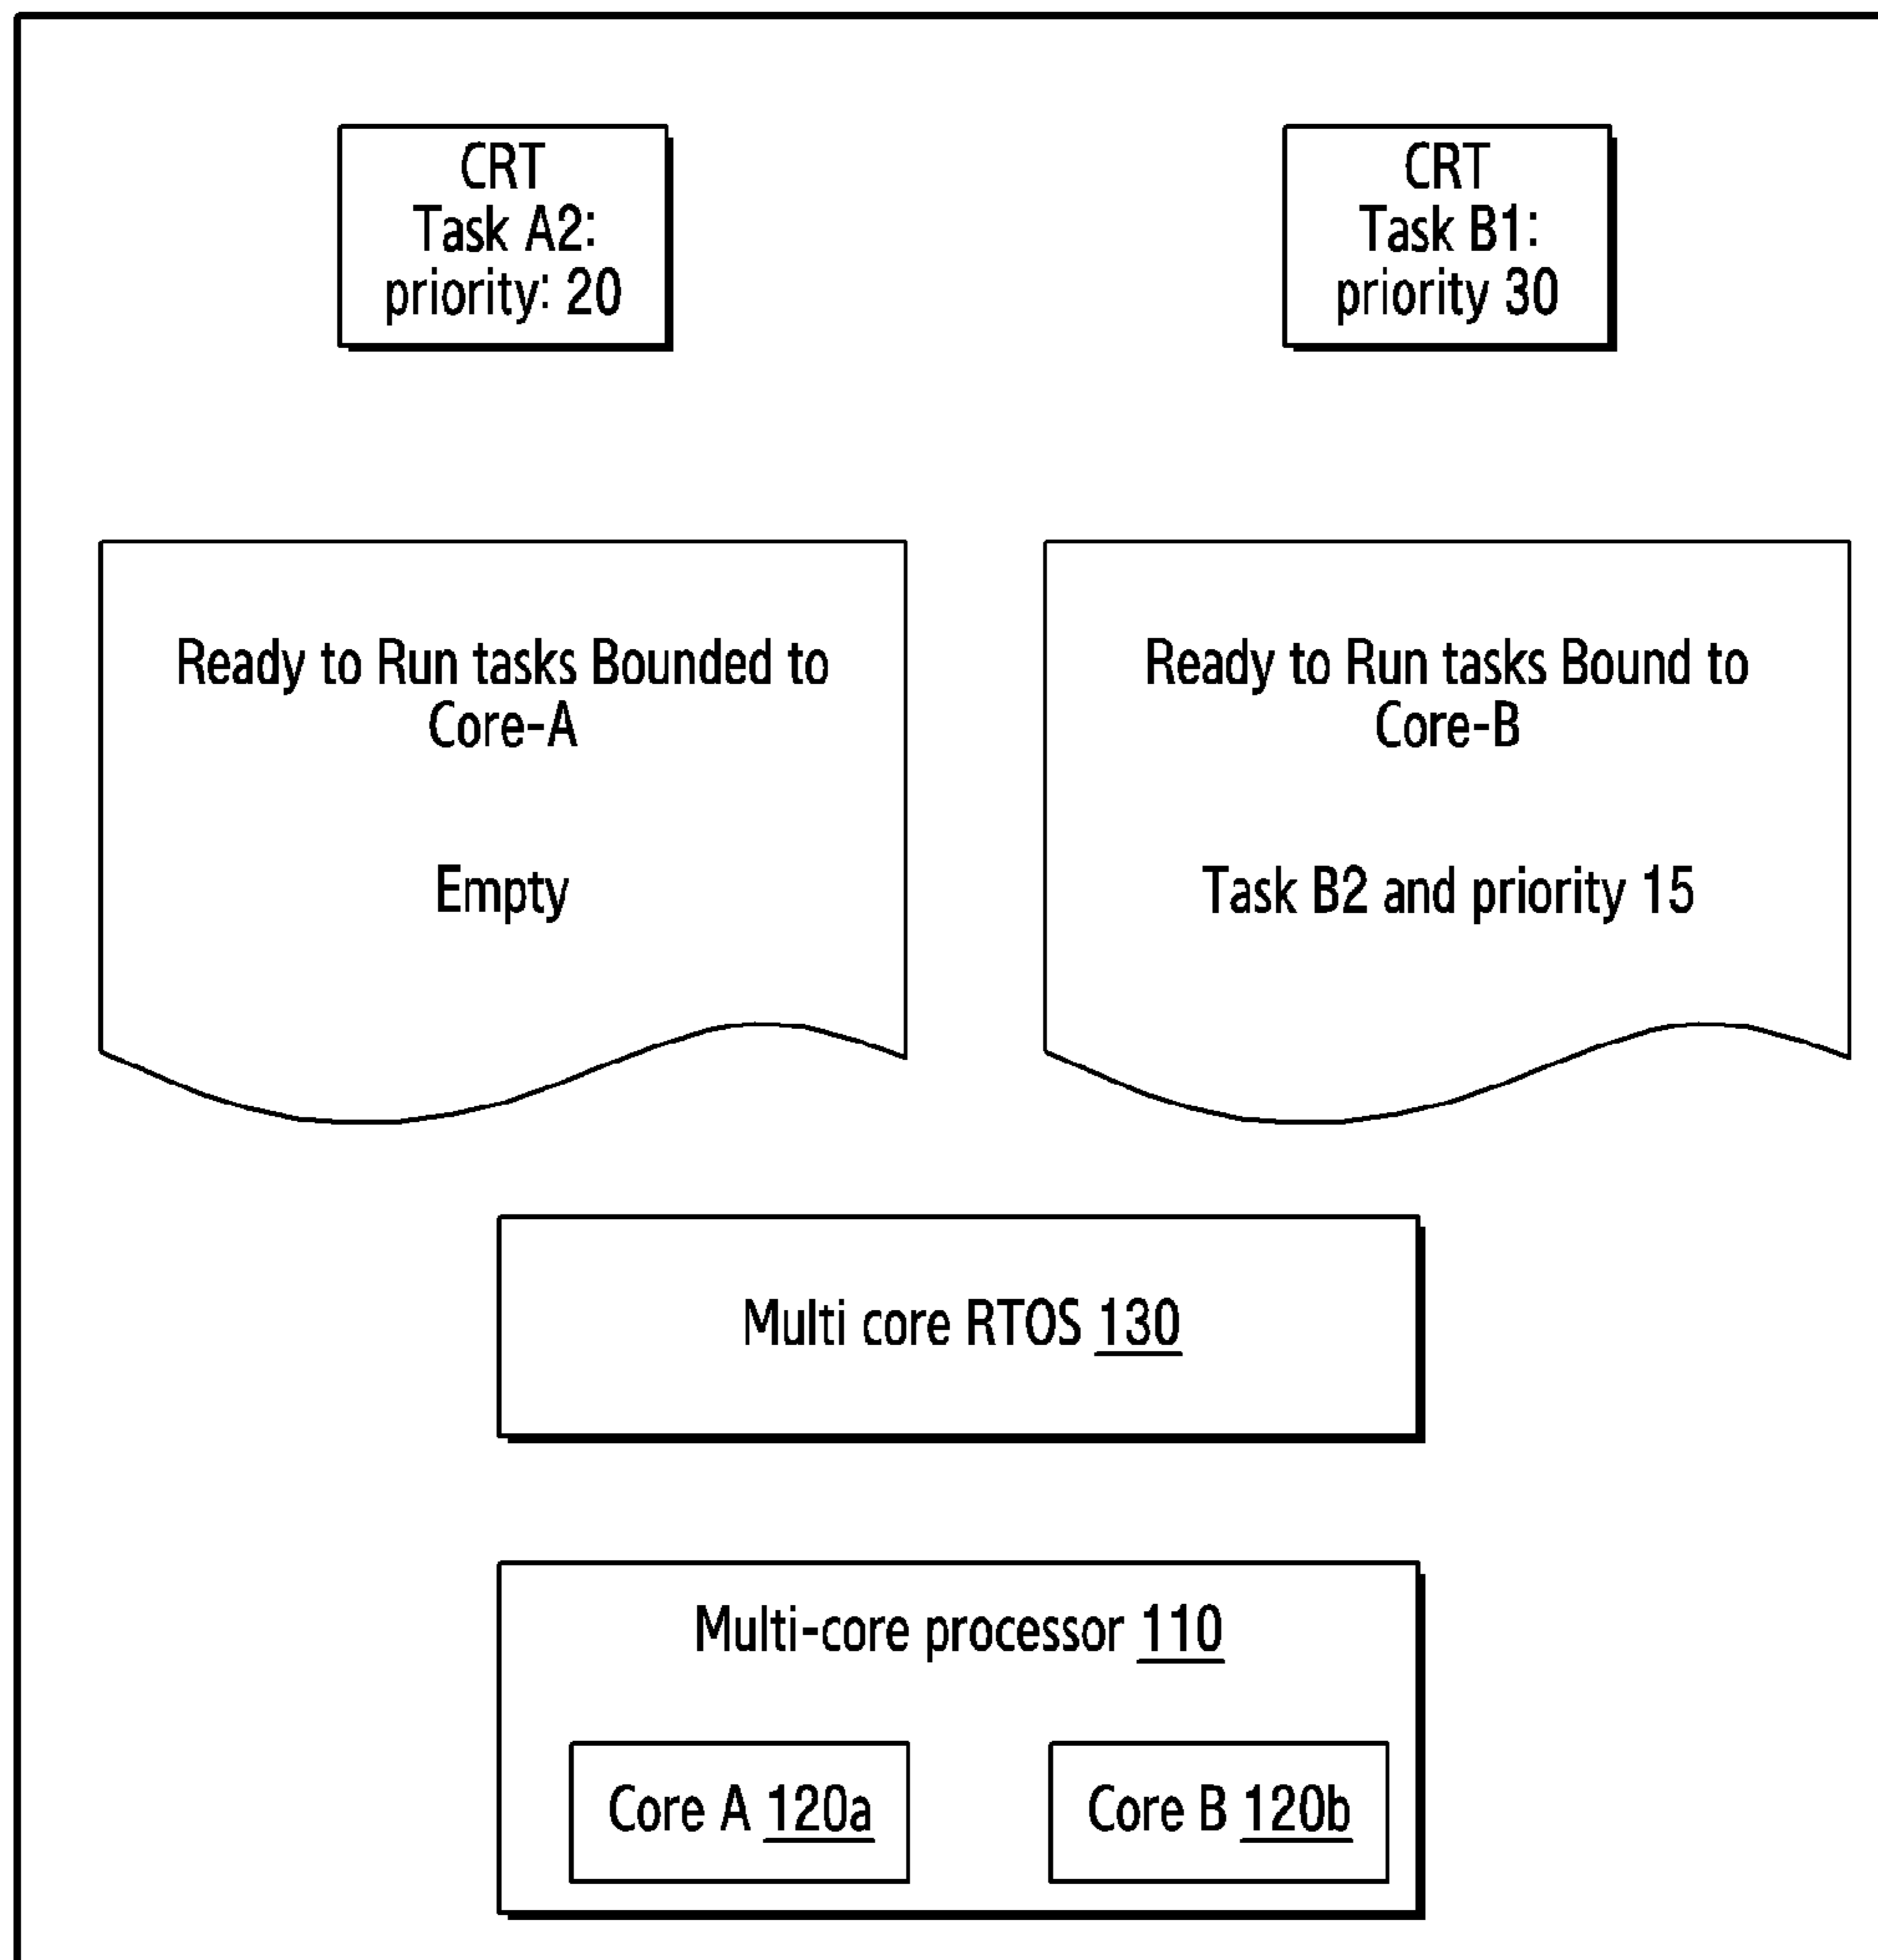 CRT
Task A2:
priority: 20
CRT
Task B1:
priority 30
Ready to Run tasks Bounded to
Core-A
Empty
Ready to Run tasks Bound to
Core-B
Task B2 and priority 15
Multi core RTOS 130
Multi-core processor 110
Core A 120a
Core B 120b